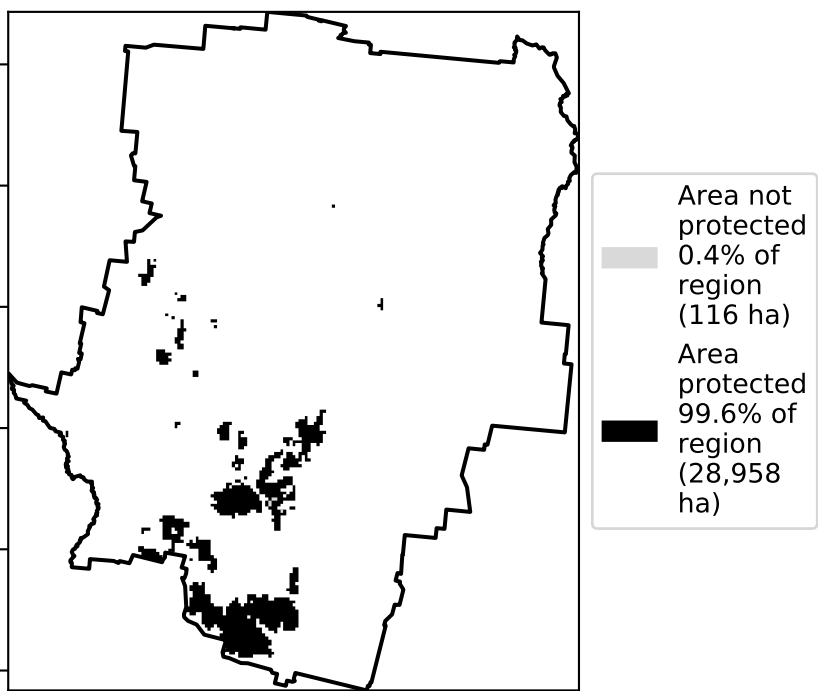 Area not
protected
0.4% of
region
(116 ha)
Area
protected
99.6% of
region
(28,958
ha)